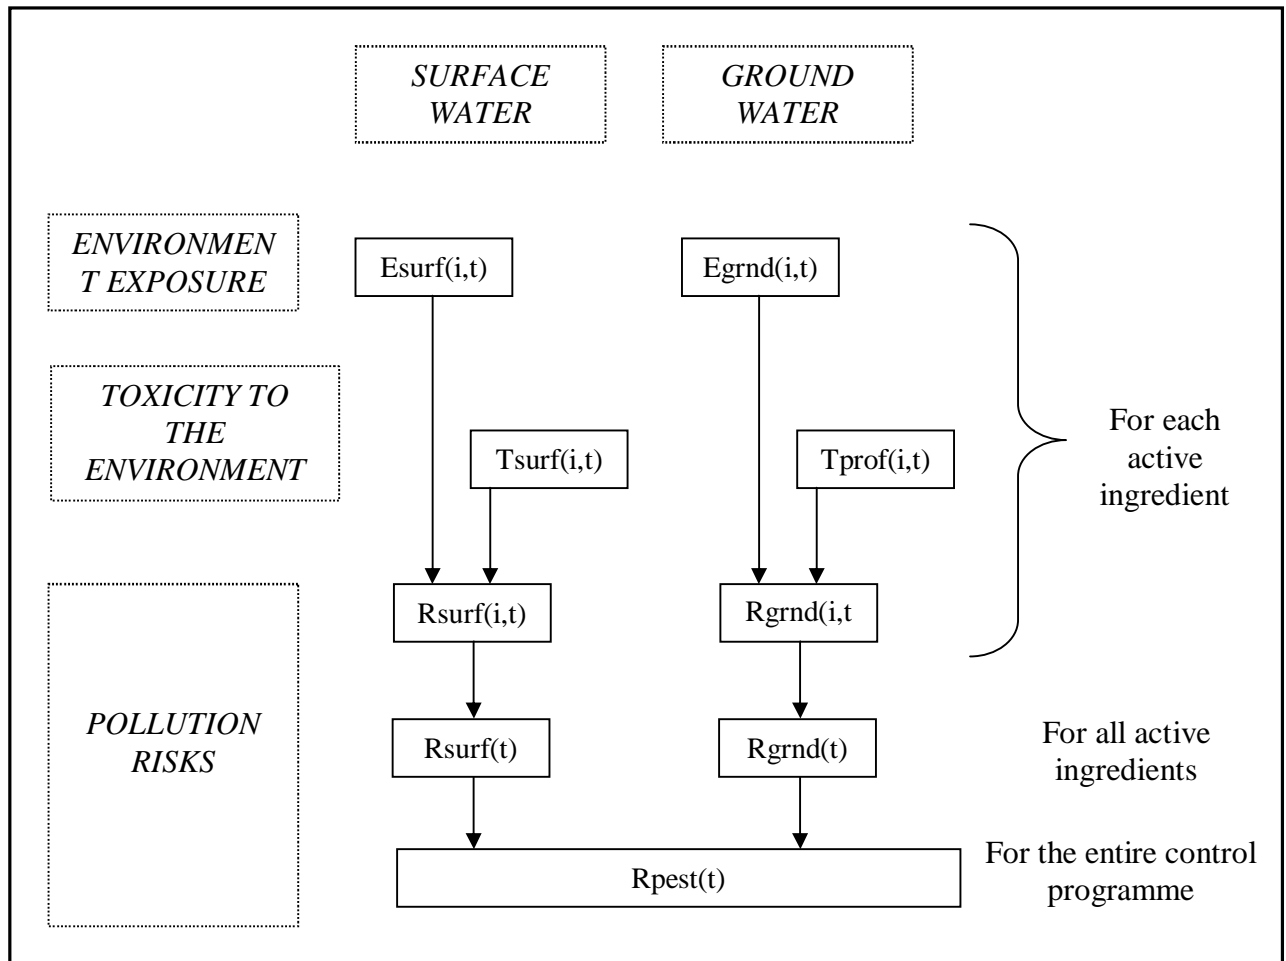 SURFACE
WATER
GROUND
WATER
ENVIRONMEN
T EXPOSURE
Esurf(i,t)
Egrnd(i,t)
TOXICITY TO
THE
ENVIRONMENT
Tsurf(i,t)
Tprof(i,t)
For each
active
ingredient
Rsurf(i,t)
Rgrnd(i,t
POLLUTION
RISKS
Rsurf(t)
Rgrnd(t)
For all active
ingredients
Rpest(t)
For the entire control
programme